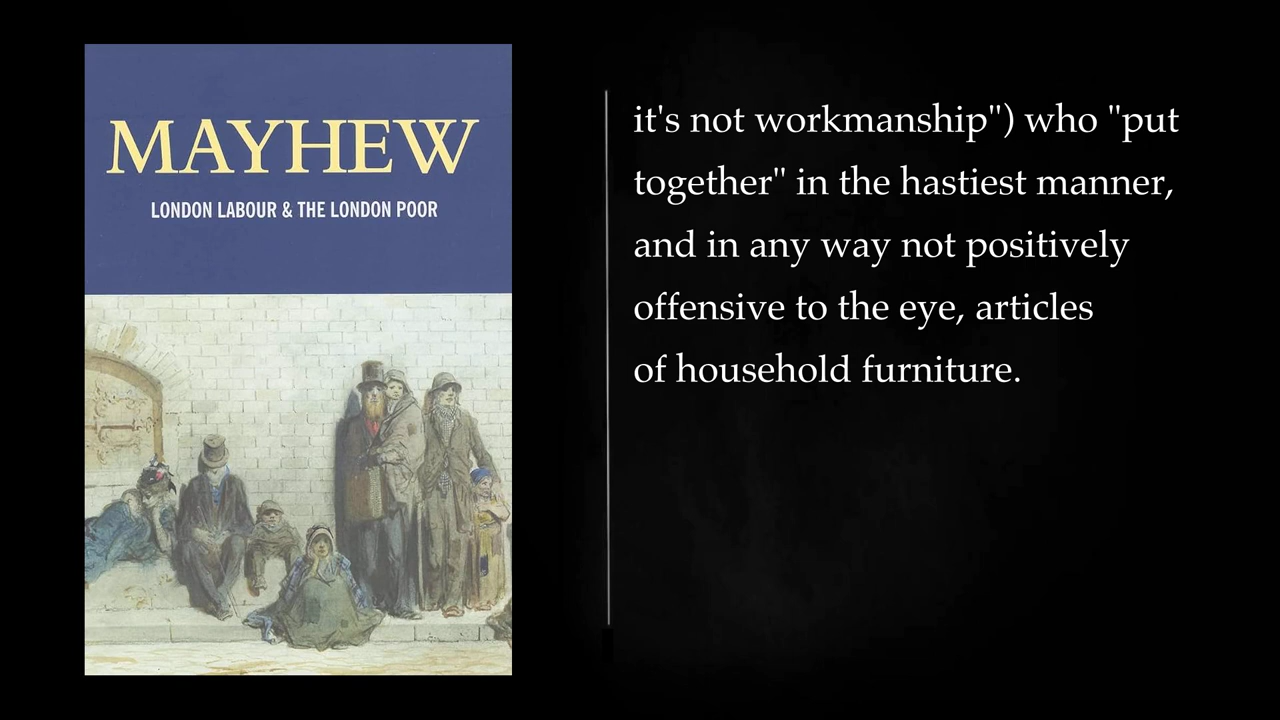 MAYHEW
LONDON LABOUR & THE LONDON POOR
it's not workmanship") who "put
together" in the hastiest manner,
and in any way not positively
offensive to the eye, articles
of household furniture.